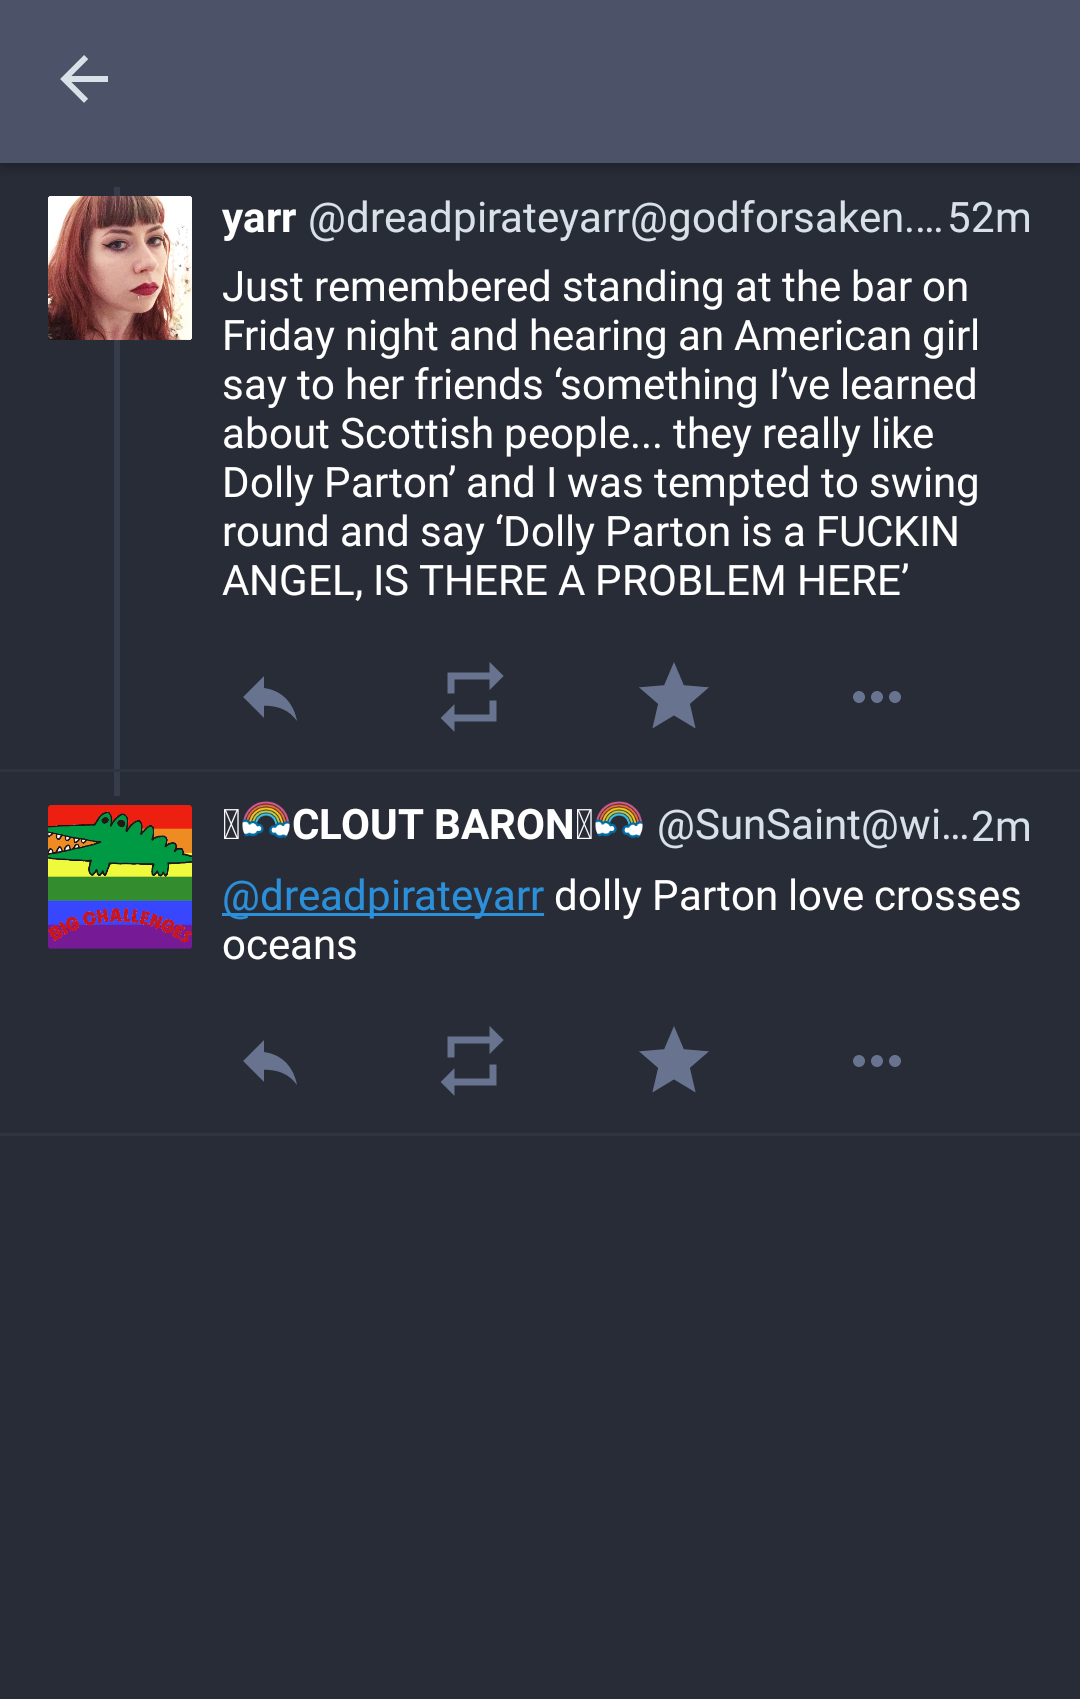 yarr @dreadpirateyarr@godforsaken.... 52m
Just remembered standing at the bar on
Friday night and hearing an American girl
say to her friends ‘something I’ve learned
about Scottish people... they really like
Dolly Parton’ and I was tempted to swing
round and say ‘Dolly Parton is a FUCKIN
ANGEL, IS THERE A PROBLEM HERE’
🌈CLOUT BARON🌈 @SunSaint@wi... 2m
BIG CHALLENGES
@dreadpirateyarr dolly Parton love crosses
oceans